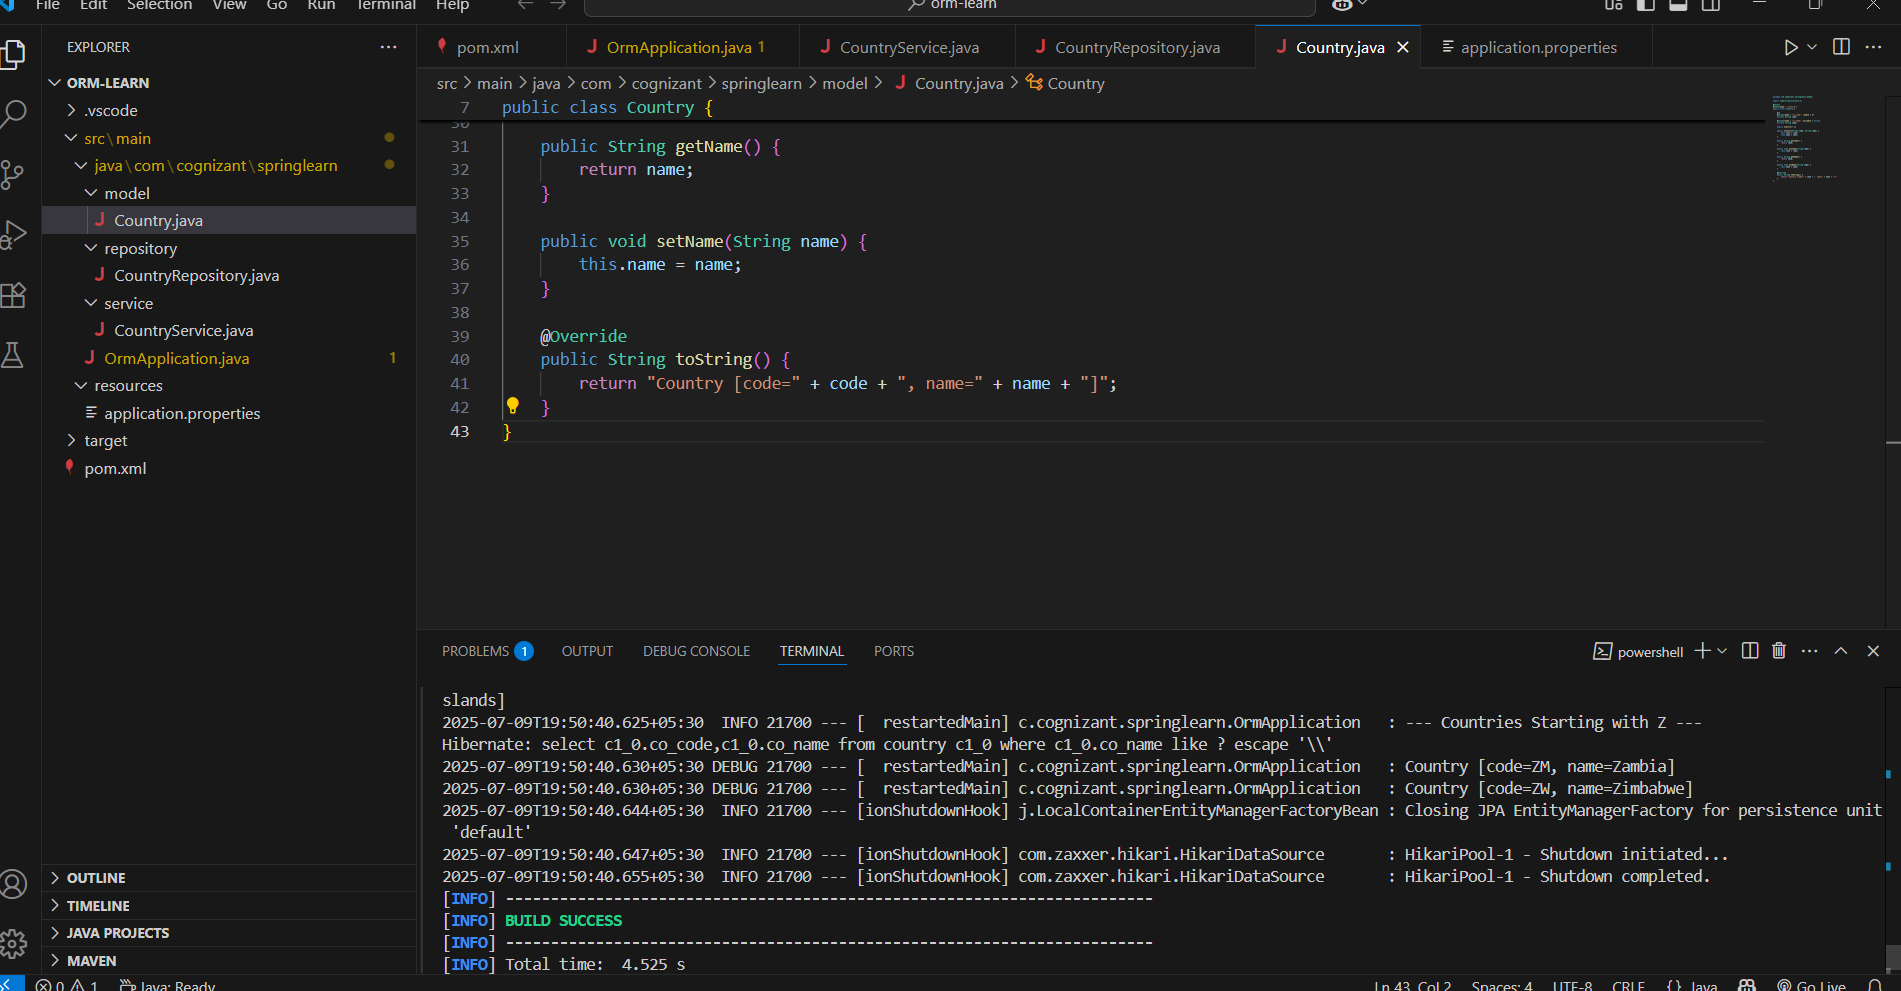 File Edit Selection View Go Run Terminal Help
orm-learn
EXPLORER
ORM-LEARN
.vscode
src\main
java\com\cognizant\springlearn
model
Country.java
repository
CountryRepository.java
service
CountryService.java
OrmApplication.java 1
resources
application.properties
target
pom.xml
OUTLINE
TIMELINE
JAVA PROJECTS
MAVEN
pom.xml OrmApplication.java 1 CountryService.java CountryRepository.java Country.java application.properties
src > main > java > com > cognizant > springlearn > model > Country.java > Country
7 public class Country {
30
31 public String getName() {
32 return name;
33 }
34
35 public void setName(String name) {
36 this.name = name;
37 }
38
39 @Override
40 public String toString() {
41 return "Country [code=" + code + ", name=" + name + "]";
42 }
43 }
PROBLEMS 1 OUTPUT DEBUG CONSOLE TERMINAL PORTS
powershell
slands]
2025-07-09T19:50:40.625+05:30  INFO 21700 --- [  restartedMain] c.cognizant.springlearn.OrmApplication   : --- Countries Starting with Z ---
Hibernate: select c1_0.co_code,c1_0.co_name from country c1_0 where c1_0.co_name like ? escape '\\'
2025-07-09T19:50:40.630+05:30 DEBUG 21700 --- [  restartedMain] c.cognizant.springlearn.OrmApplication   : Country [code=ZM, name=Zambia]
2025-07-09T19:50:40.630+05:30 DEBUG 21700 --- [  restartedMain] c.cognizant.springlearn.OrmApplication   : Country [code=ZW, name=Zimbabwe]
2025-07-09T19:50:40.644+05:30  INFO 21700 --- [ionShutdownHook] j.LocalContainerEntityManagerFactoryBean : Closing JPA EntityManagerFactory for persistence unit
'default'
2025-07-09T19:50:40.647+05:30  INFO 21700 --- [ionShutdownHook] com.zaxxer.hikari.HikariDataSource       : HikariPool-1 - Shutdown initiated...
2025-07-09T19:50:40.655+05:30  INFO 21700 --- [ionShutdownHook] com.zaxxer.hikari.HikariDataSource       : HikariPool-1 - Shutdown completed.
[INFO] ------------------------------------------------------------------------
[INFO] BUILD SUCCESS
[INFO] ------------------------------------------------------------------------
[INFO] Total time:  4.525 s
0 1 Java: Ready
Ln 43, Col 2 Spaces: 4 UTF-8 CRLF {} Java Go Live